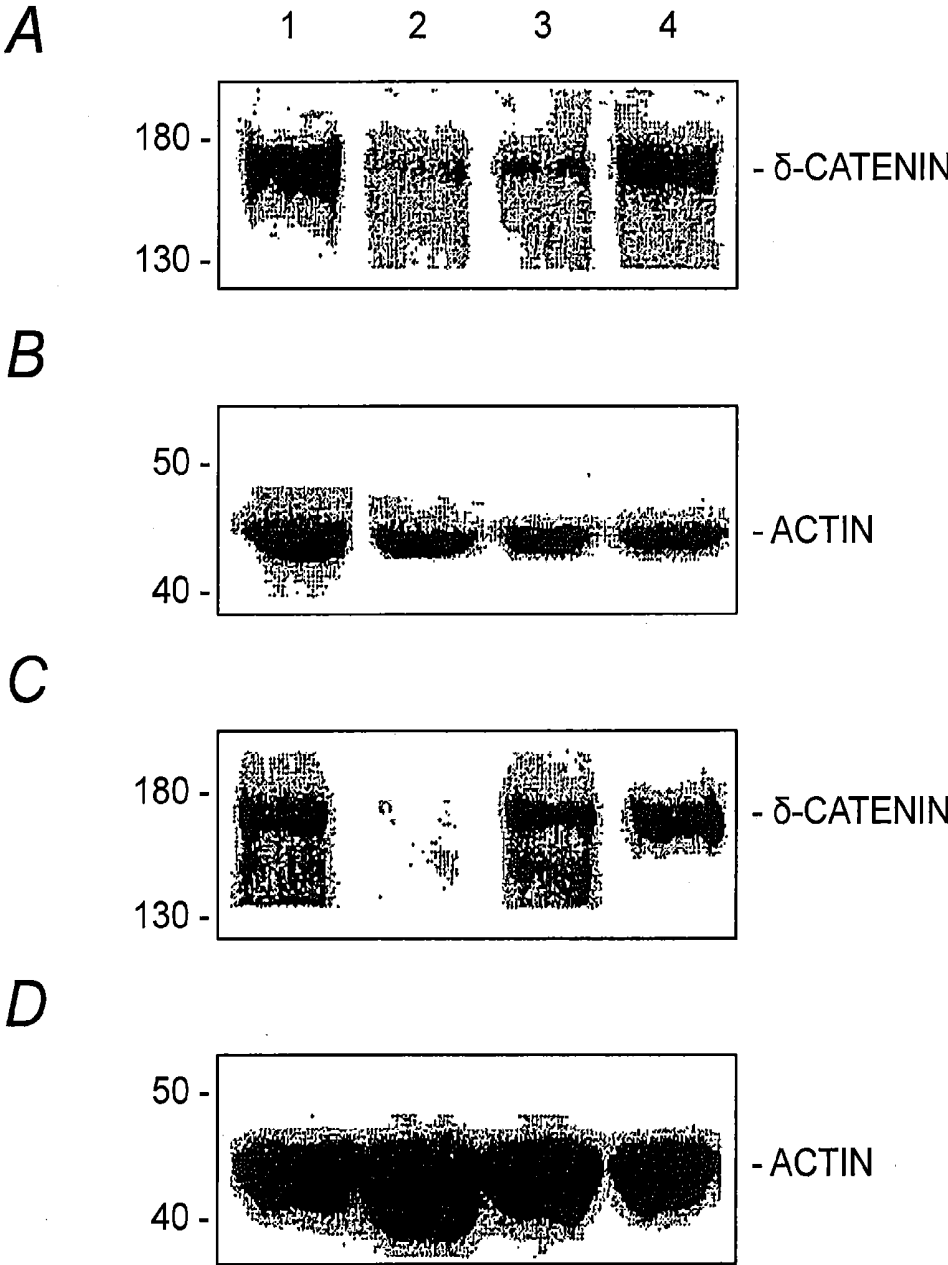 A
1 2 3 4
180 -
- δ-CATENIN
130 -
B
50 -
- ACTIN
40 -
C
180 -
- δ-CATENIN
130 -
D
50 -
- ACTIN
40 -